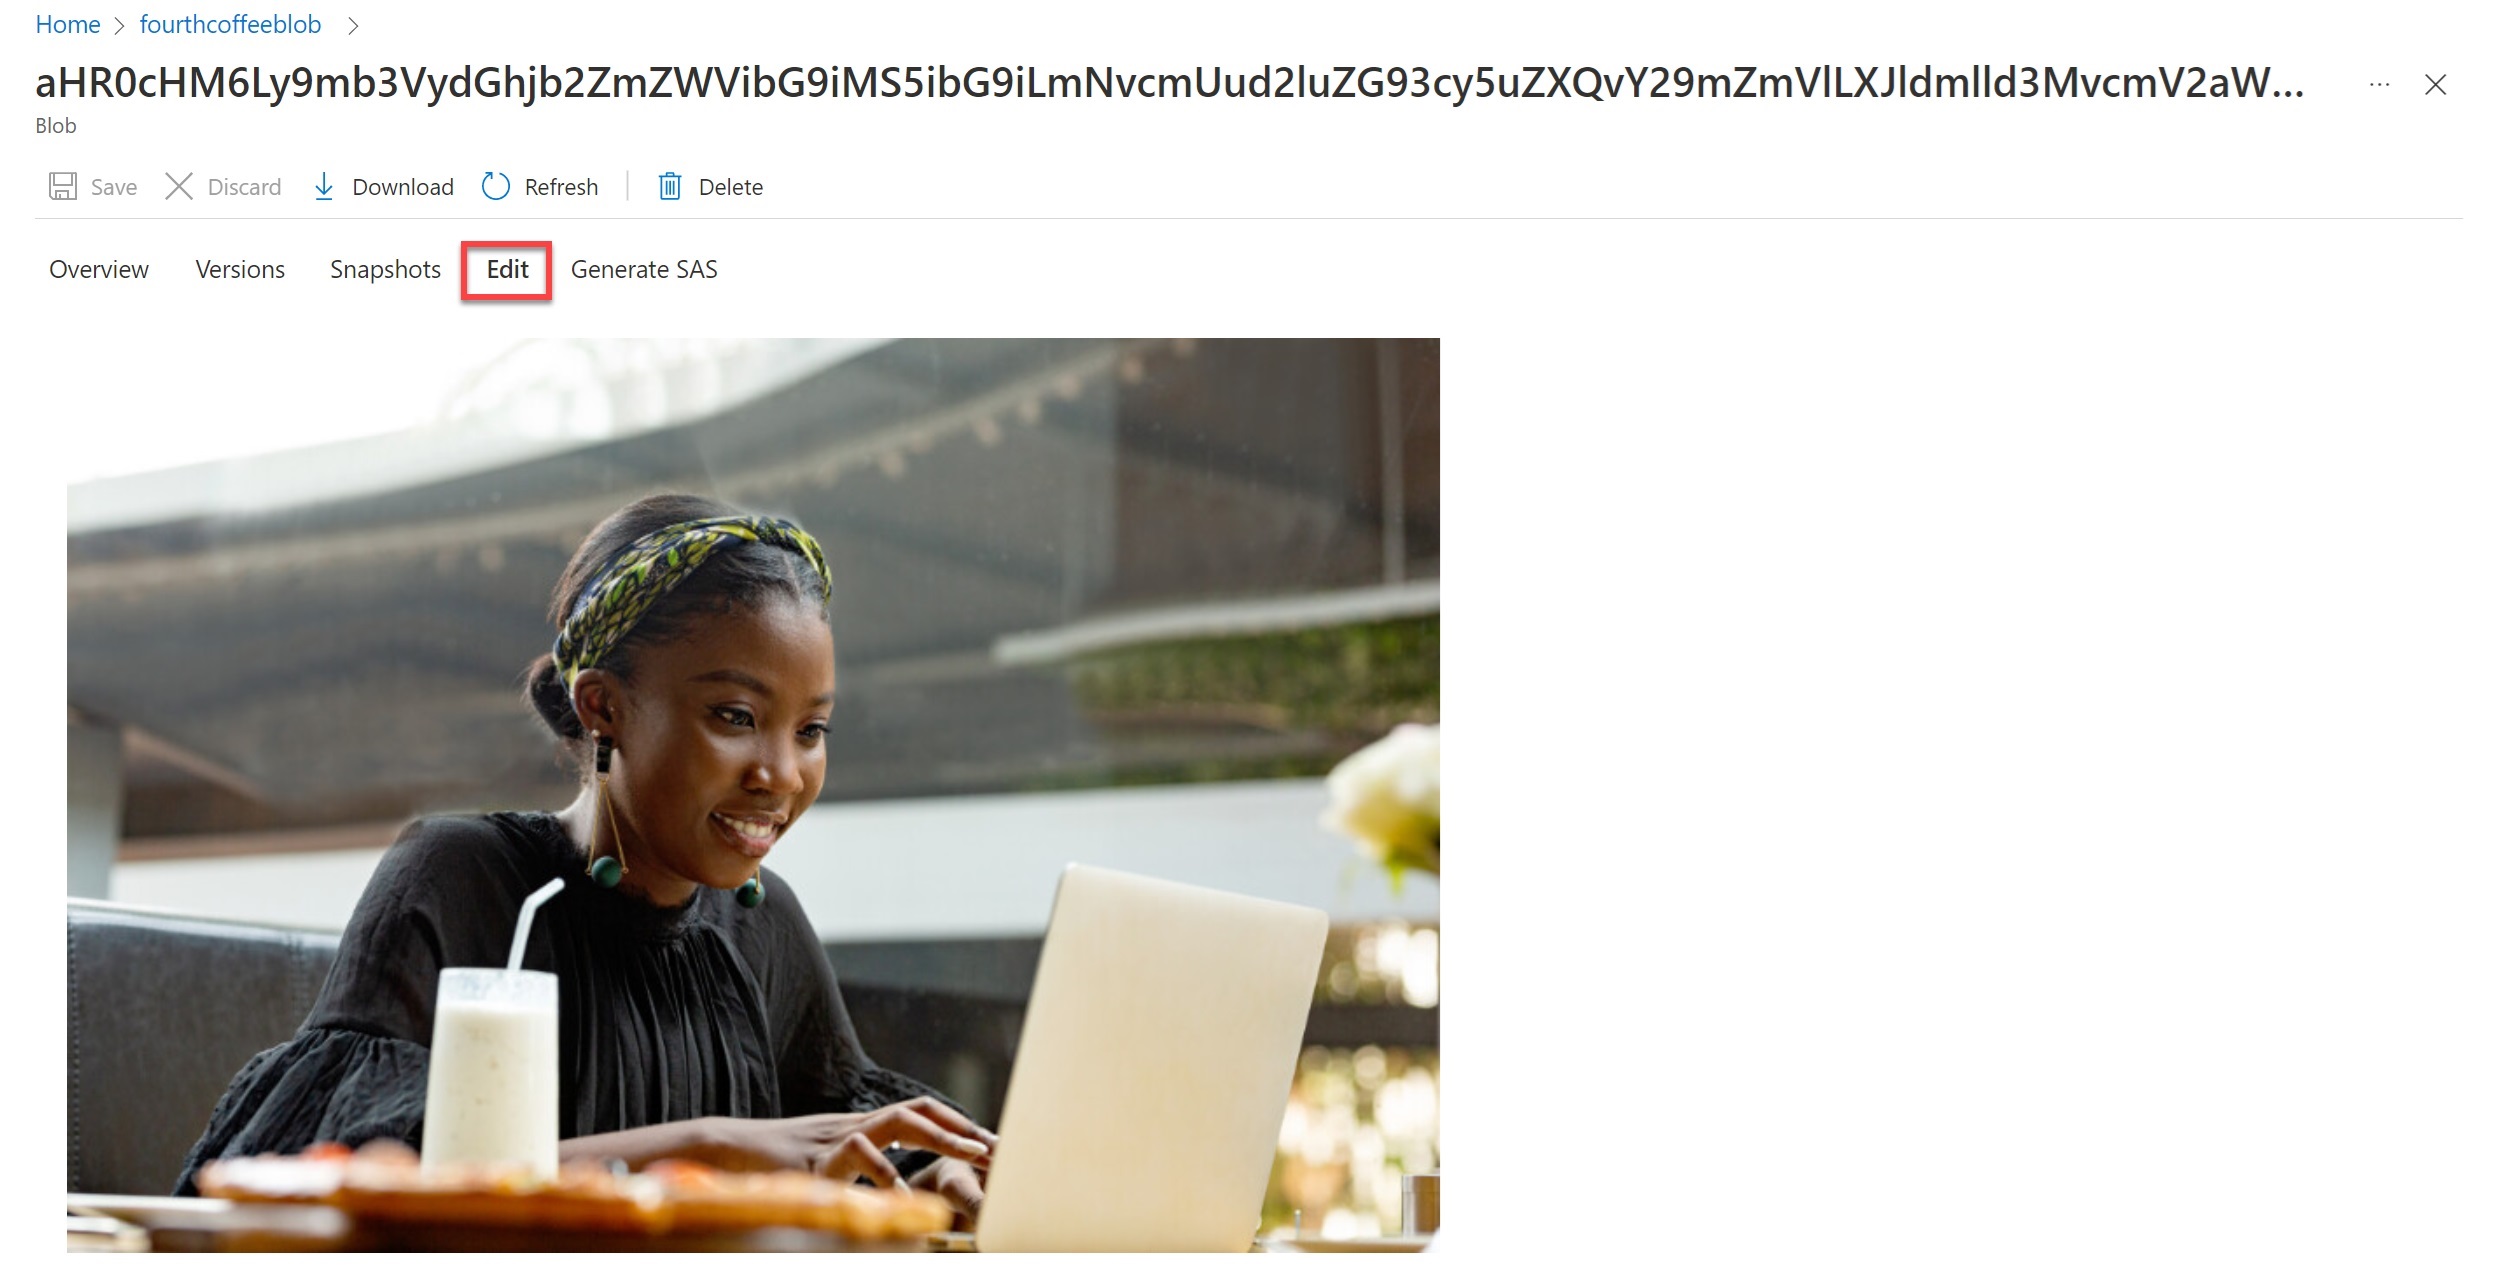 Home > fourthcoffeeblob >
aHR0cHM6Ly9mb3VydGhjb2ZmZWVibG9iMS5ibG9iLmNvcmUud2luZG93cy5uZXQvY29mZmVlLXJldmlld3MvcmV2aW...
Blob
Save Discard Download Refresh Delete
Overview Versions Snapshots Edit Generate SAS